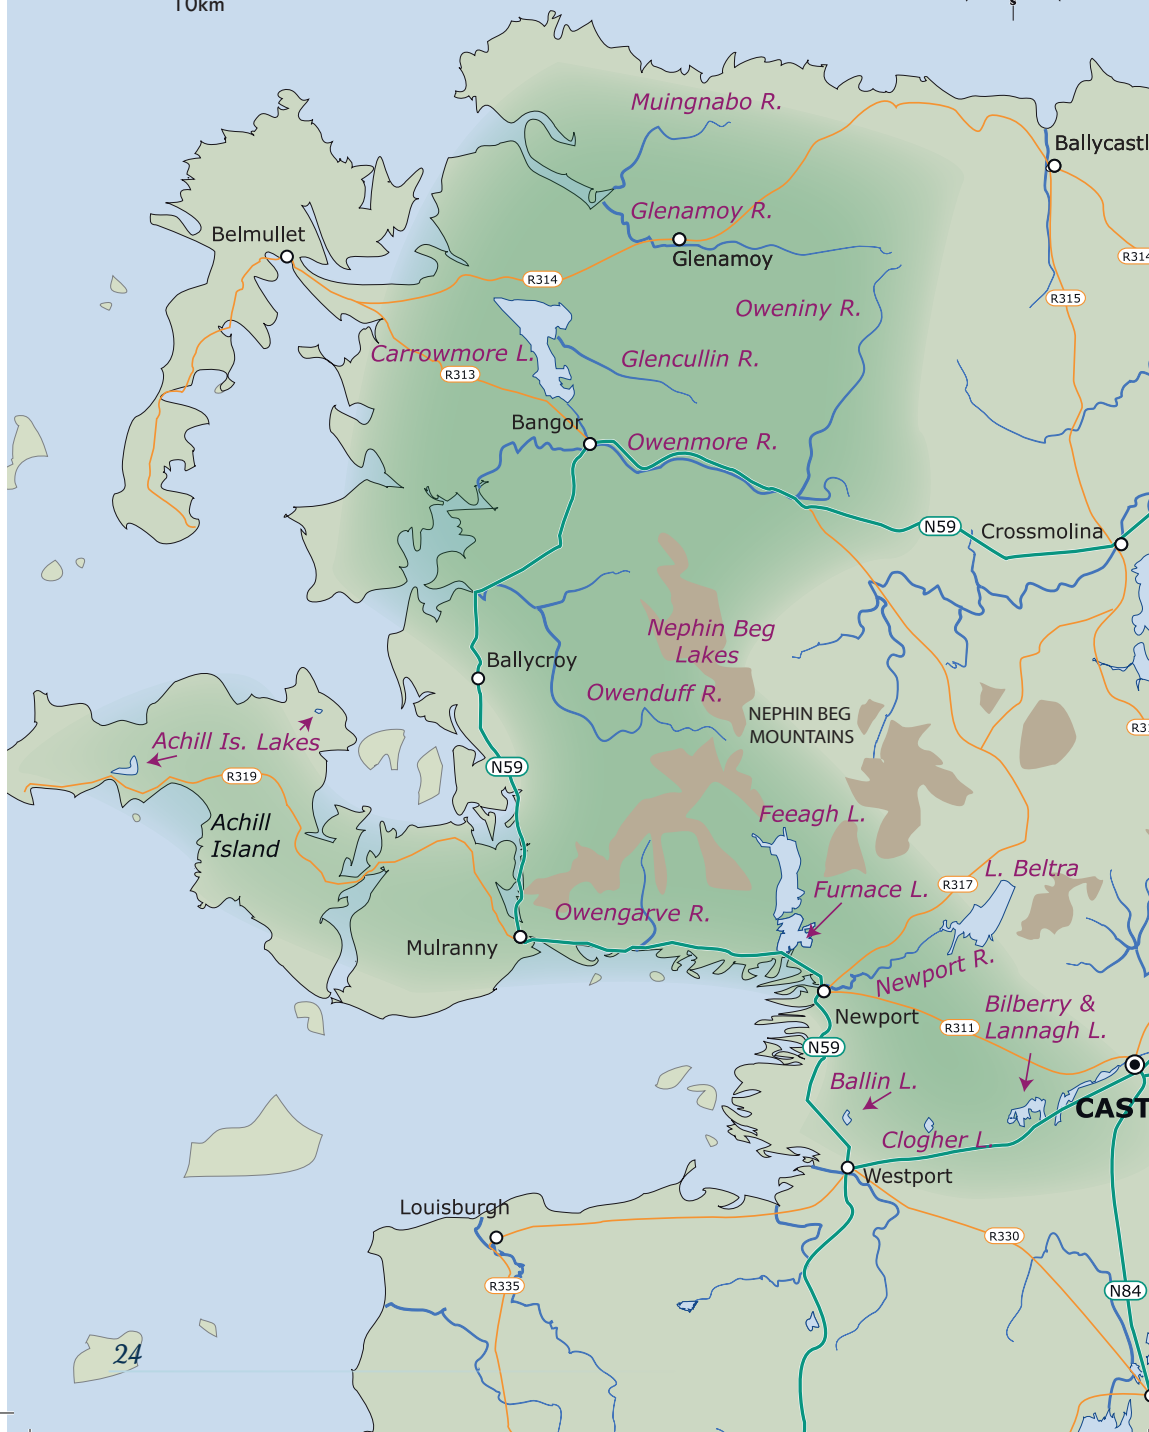 10km
s
Muingnabo R.
Ballycastl
Glenamoy R.
Belmullet
Glenamoy
R314
R314
R315
Oweniny R.
Carrowmore L.
Glencullin R.
R313
Bangor
Owenmore R.
N59
Crossmolina
Nephin Beg
Lakes
Ballycroy
Owenduff R.
NEPHIN BEG
MOUNTAINS
R31
Achill Is. Lakes
N59
R319
Feeagh L.
Achill
Island
L. Beltra
R317
Furnace L.
Owengarve R.
Mulranny
Newport R.
Bilberry &
Lannagh L.
Newport
R311
N59
Ballin L.
CAST
Clogher L.
Westport
Louisburgh
R330
R335
N84
24